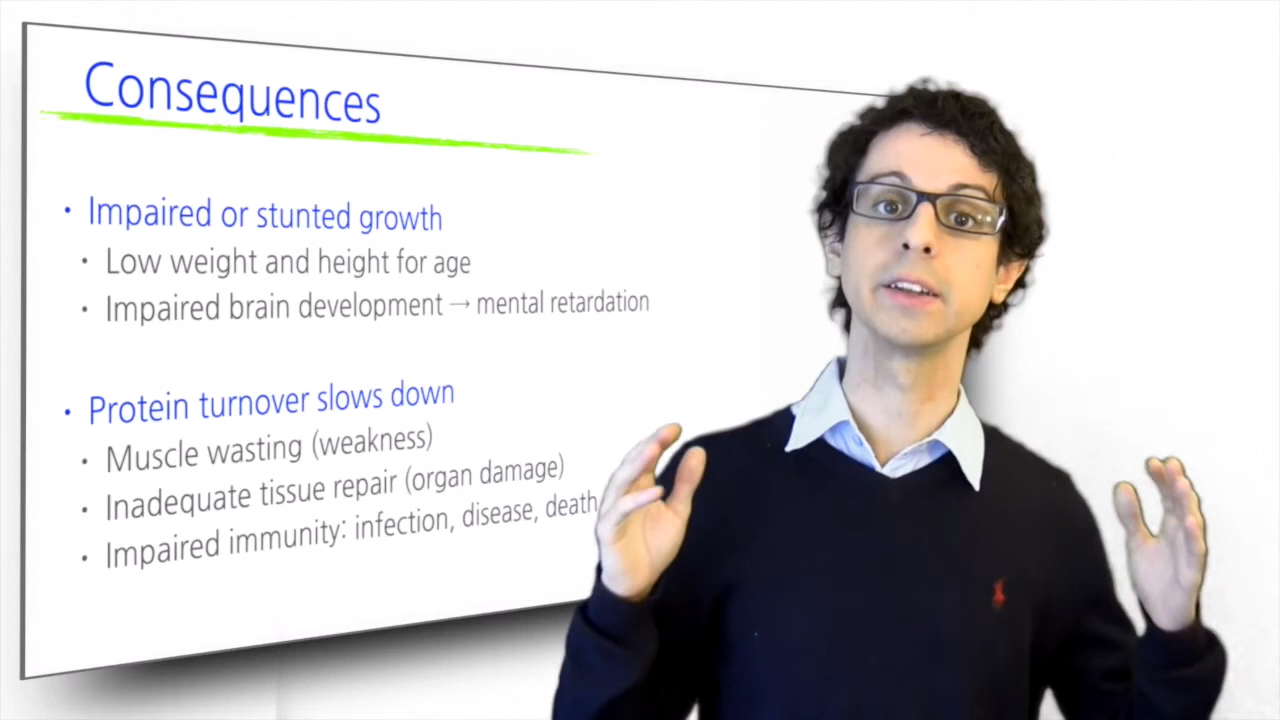 Consequences
• Impaired or stunted growth
• Low weight and height for age
• Impaired brain development → mental retardation
• Protein turnover slows down
• Muscle wasting (weakness)
• Inadequate tissue repair (organ damage)
• Impaired immunity: infection, disease, death